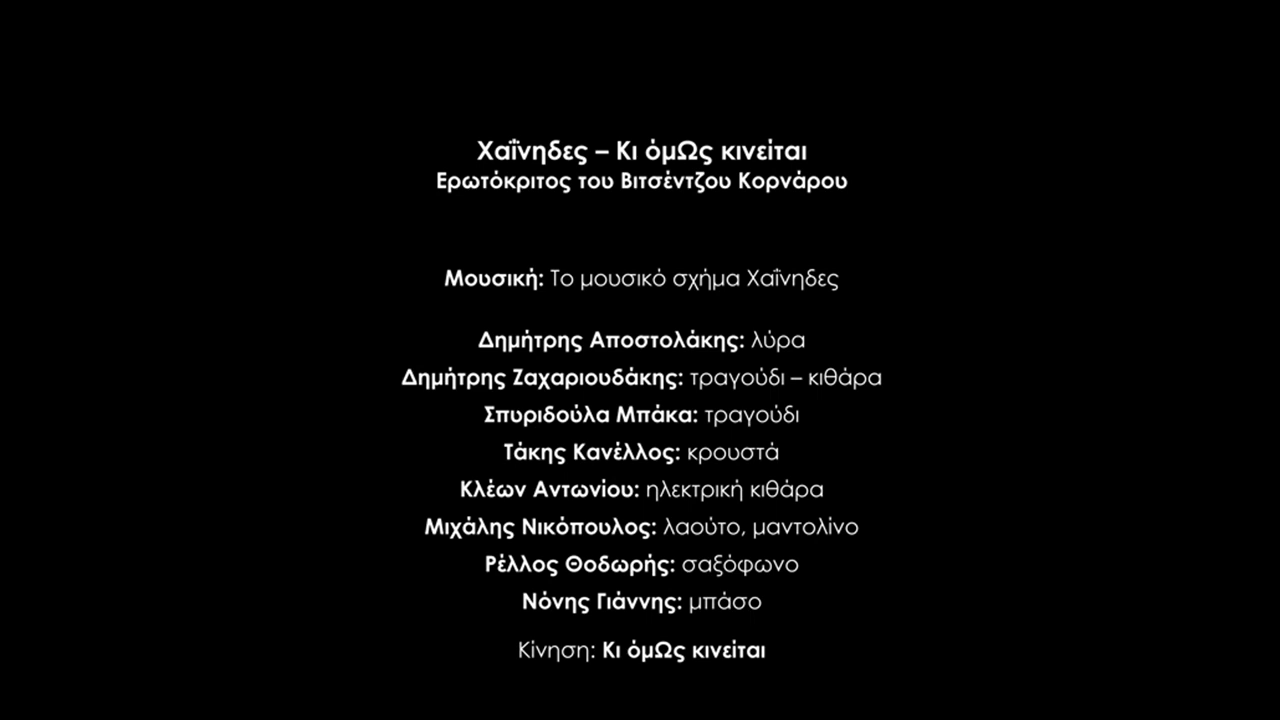 Χαΐνηδες – Κι όμΩς κινείται
Ερωτόκριτος του Βιτσέντζου Κορνάρου
Μουσική: Το μουσικό σχήμα Χαΐνηδες
Δημήτρης Αποστολάκης: λύρα
Δημήτρης Ζαχαριουδάκης: τραγούδι – κιθάρα
Σπυριδούλα Μπάκα: τραγούδι
Τάκης Κανέλλος: κρουστά
Κλέων Αντωνίου: ηλεκτρική κιθάρα
Μιχάλης Νικόπουλος: λαούτο, μαντολίνο
Ρέλλος Θοδωρής: σαξόφωνο
Νόνης Γιάννης: μπάσο
Κίνηση: Κι όμΩς κινείται